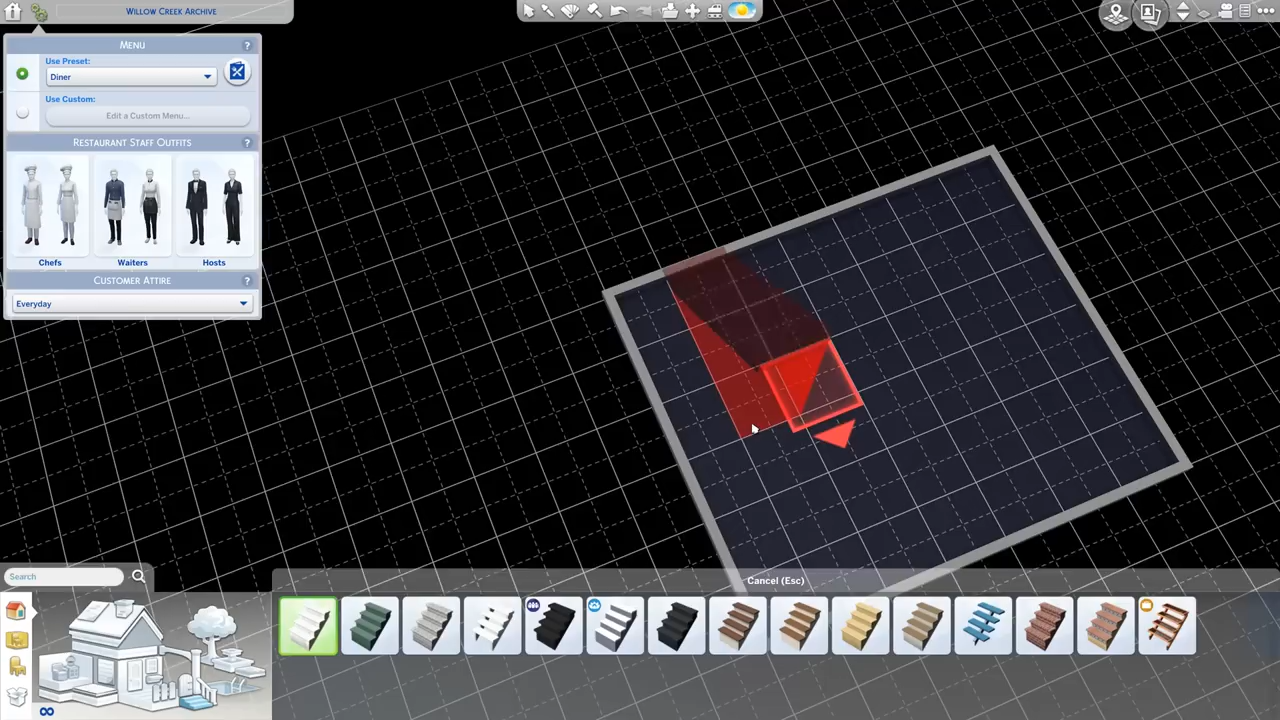 WILLOW CREEK ARCHIVE
MENU
?
Use Preset:
Diner
Use Custom:
Edit a Custom Menu...
RESTAURANT STAFF OUTFITS
?
Chefs
Waiters
Hosts
CUSTOMER ATTIRE
?
Everyday
Search
Cancel (Esc)